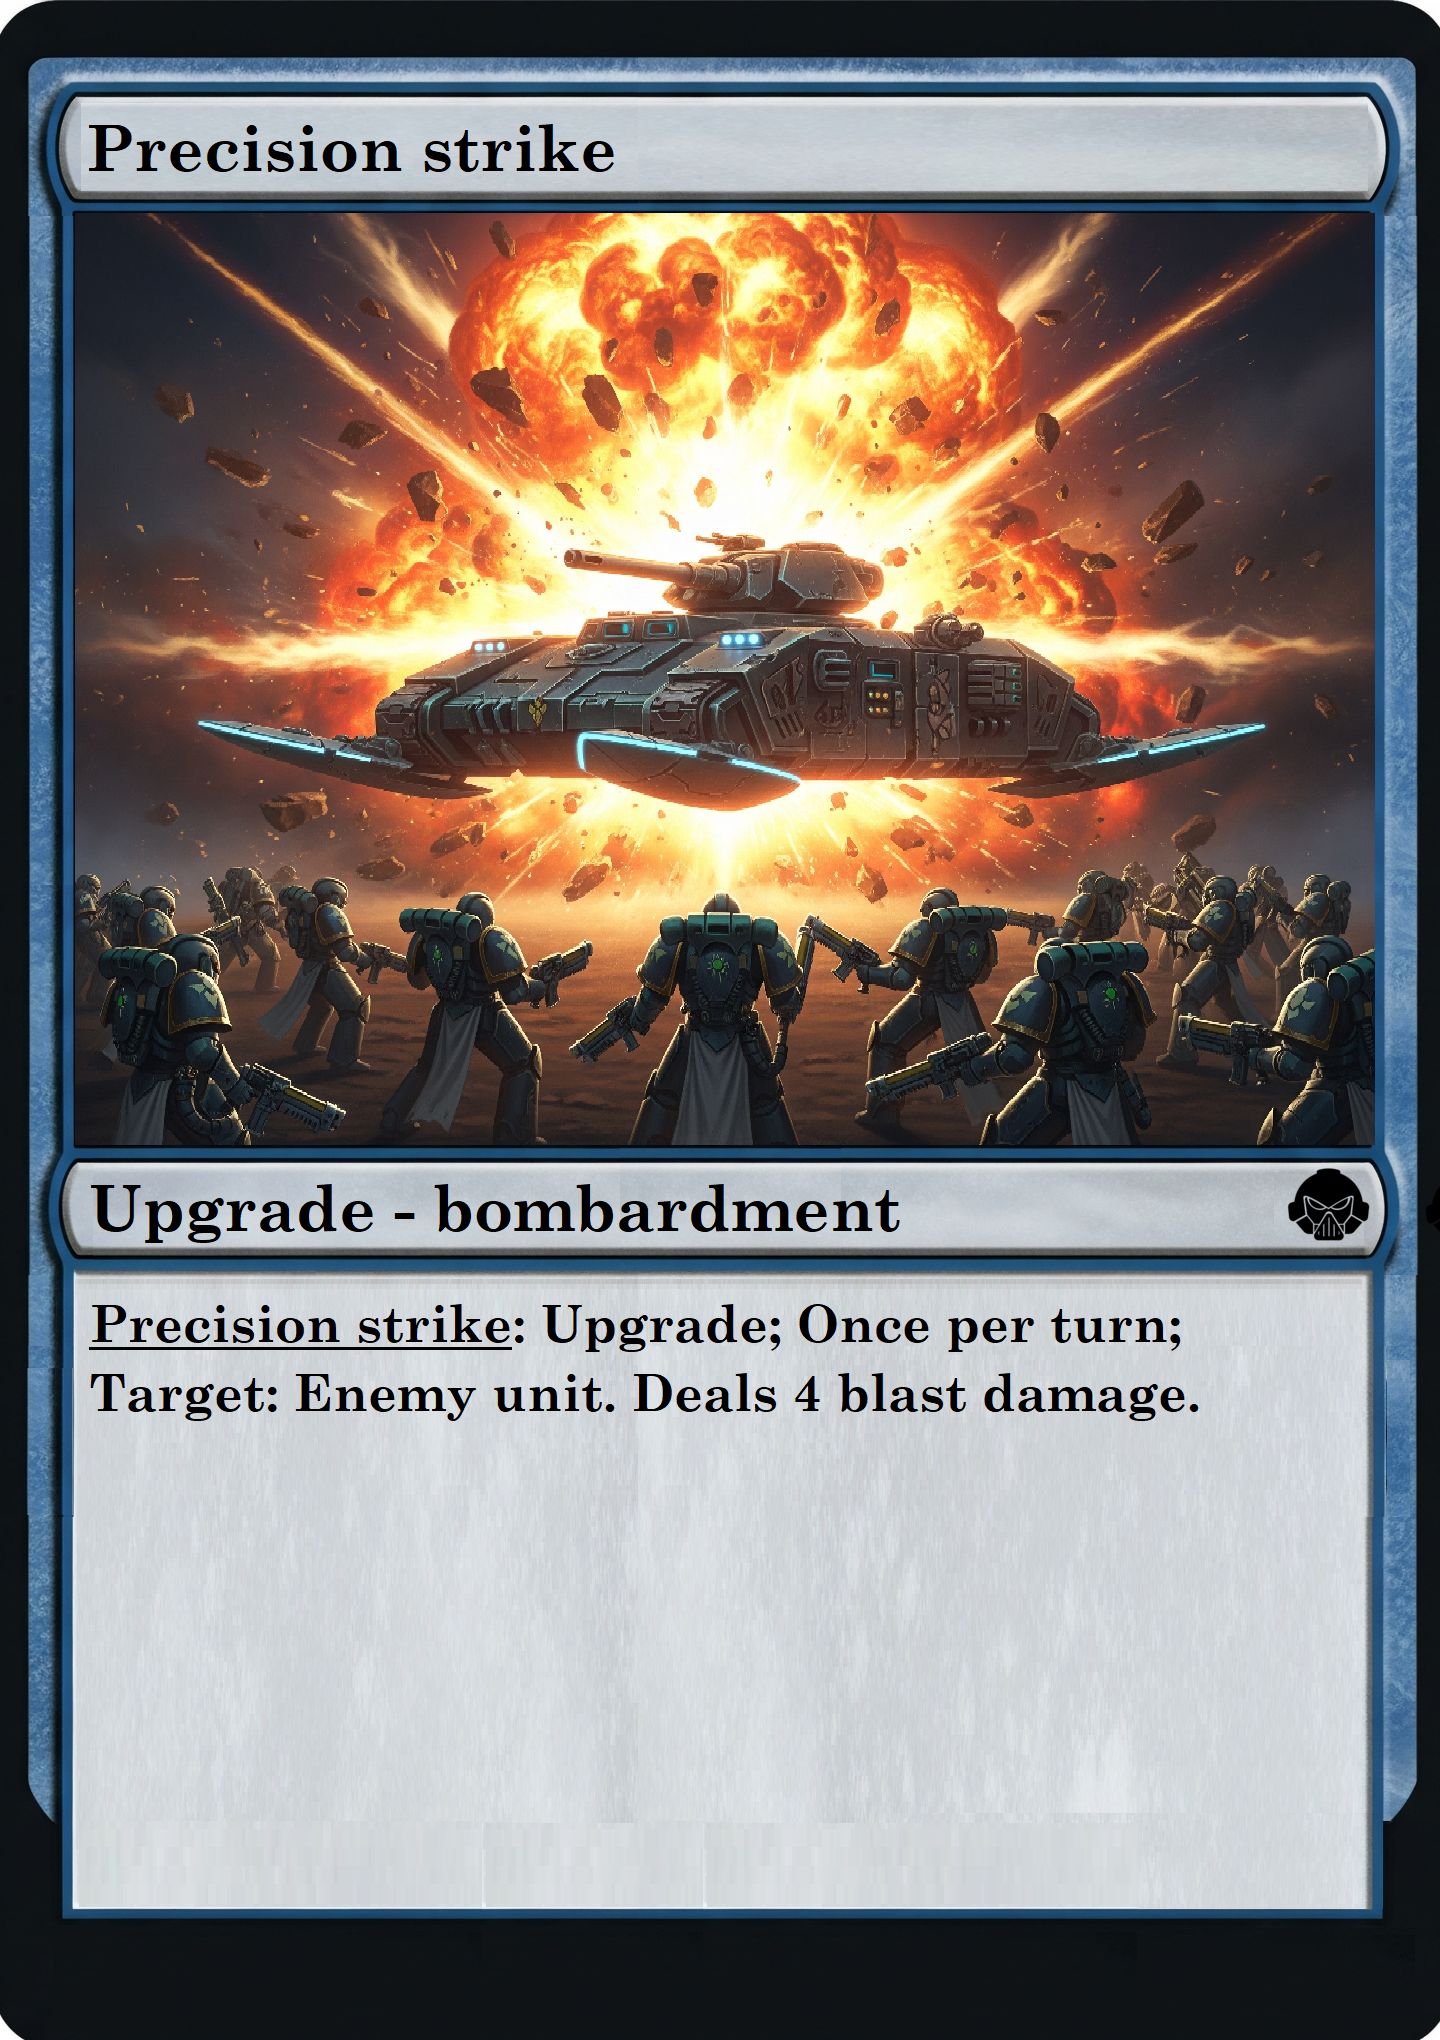 Precision strike
Upgrade - bombardment
Precision strike: Upgrade; Once per turn;
Target: Enemy unit. Deals 4 blast damage.